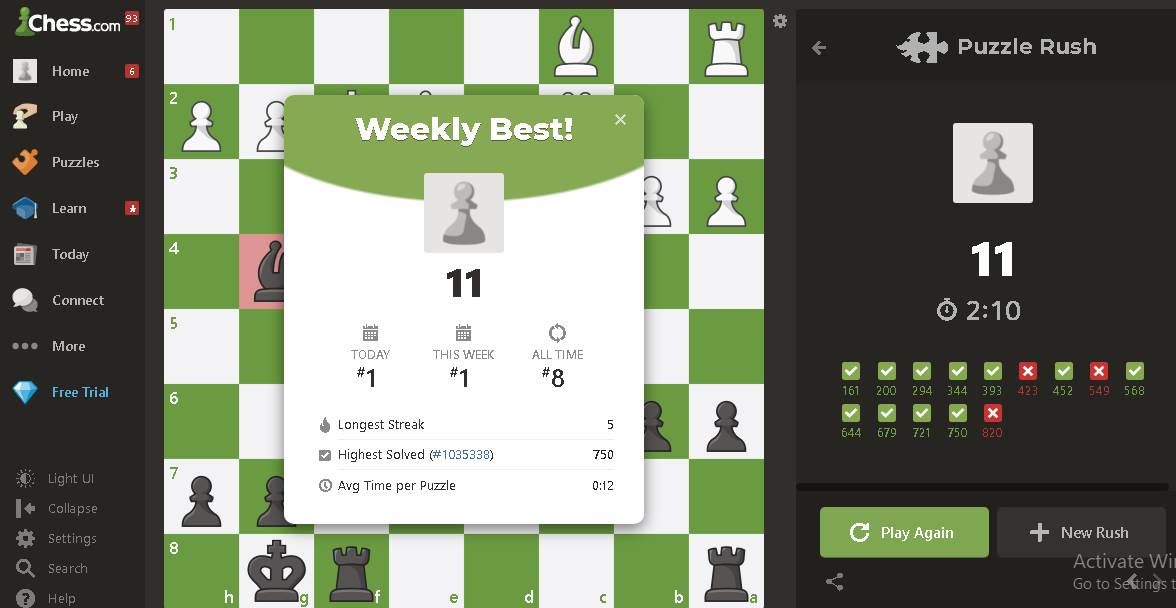 Chess.com 93
Home 6
Play
Puzzles
Learn
Today
Connect
More
Free Trial
Light UI
Collapse
Settings
Search
Help
1
2
3
4
5
6
7
8
h g f e d c b a
Weekly Best!
11
TODAY THIS WEEK ALL TIME
#1 #1 #8
Longest Streak 5
Highest Solved (#1035338) 750
Avg Time per Puzzle 0:12
Puzzle Rush
11
2:10
161 200 294 344 393 423 452 549 568
644 679 721 750 820
Play Again
New Rush
Activate Wi
Go to Settings t